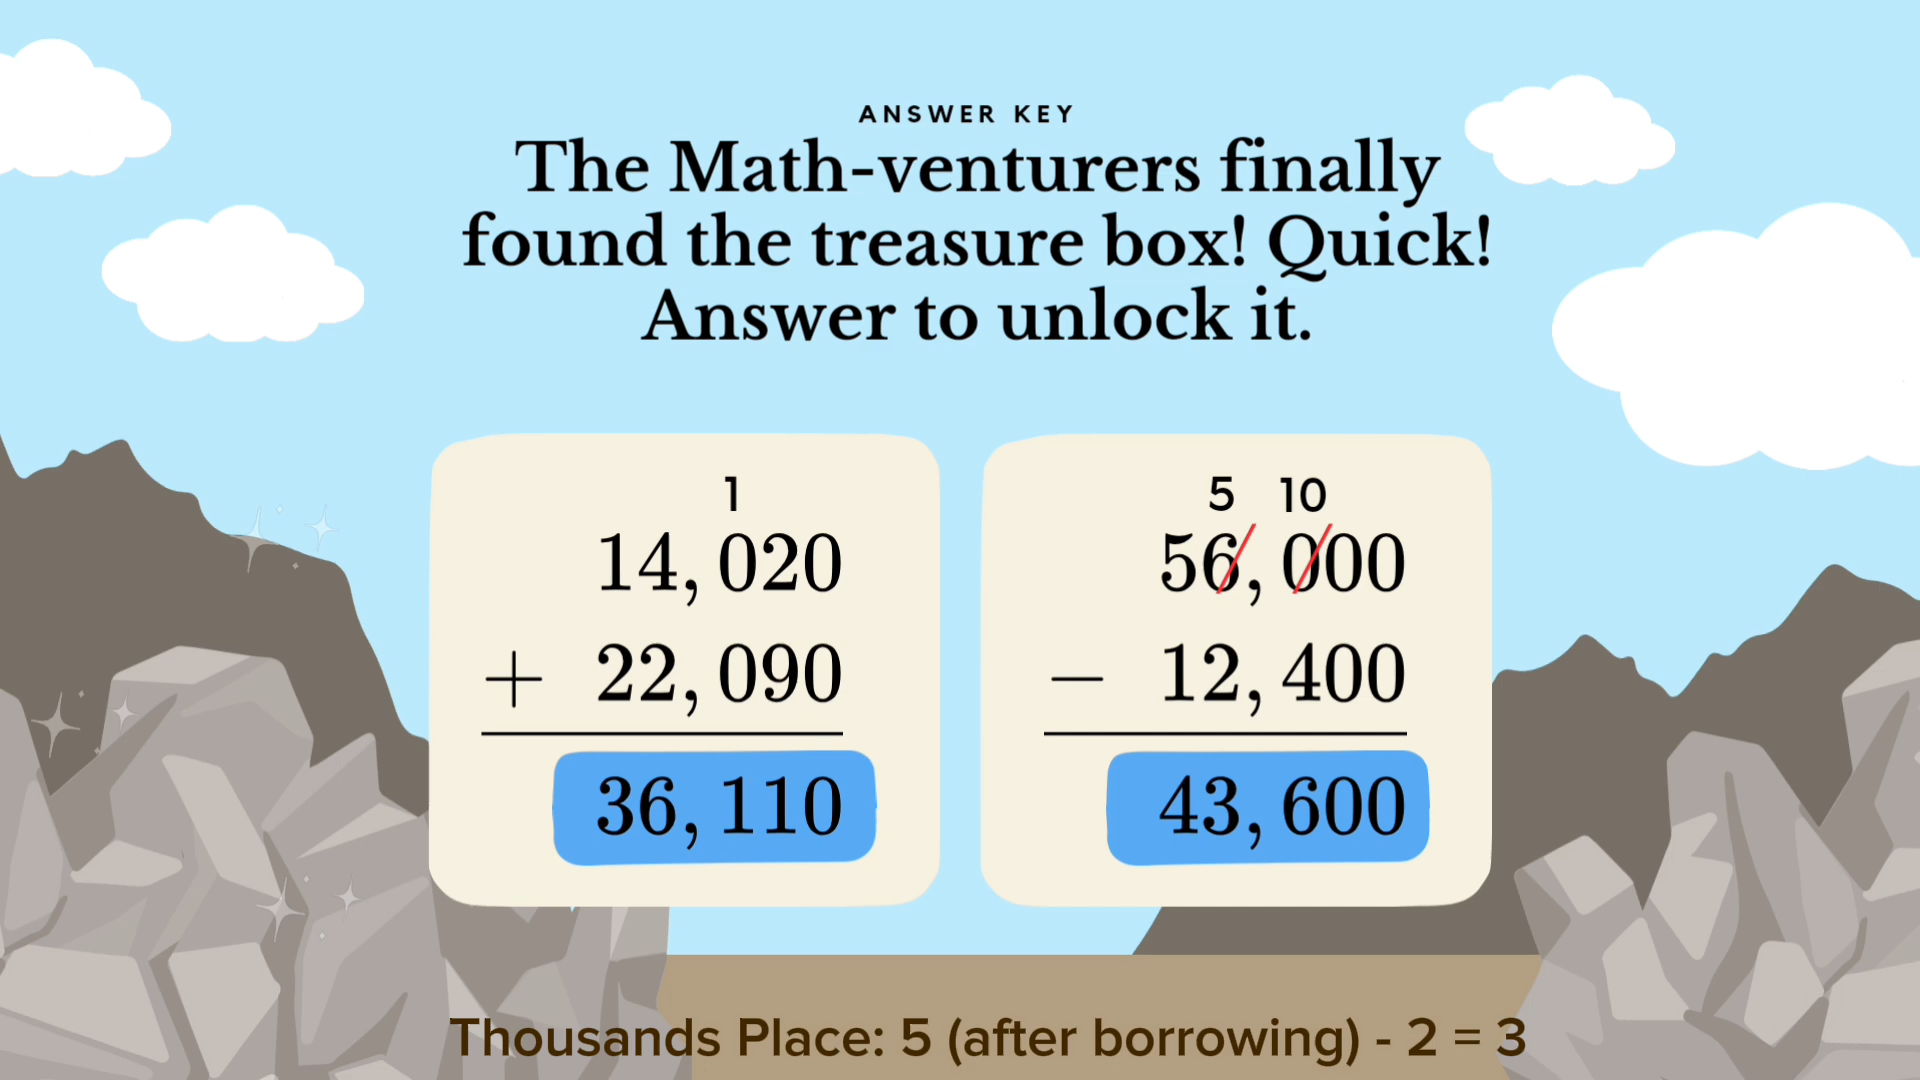 ANSWER KEY
The Math-venturers finally
found the treasure box! Quick!
Answer to unlock it.
1
14,020
+ 22,090
36,110
5 10
56,000
− 12,400
43,600
Thousands Place: 5 (after borrowing) - 2 = 3